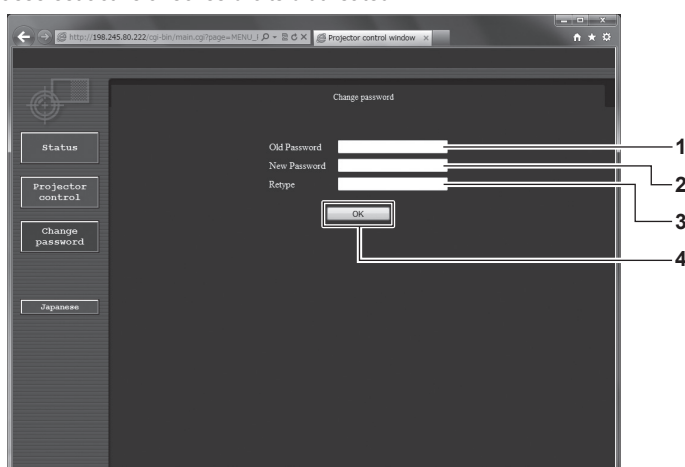 http://198.245.80.222/cgi-bin/main.cgi?page=MENU_
Projector control window
Change password
Status
Projector
control
Change
password
Japanese
Old Password
New Password
Retype
OK
1
2
3
4